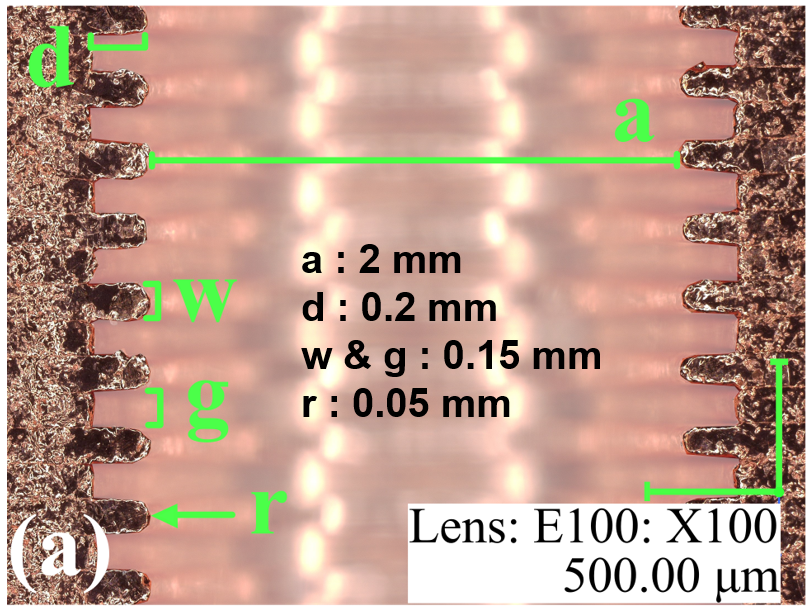 d
a
a : 2 mm
d : 0.2 mm
w
w & g : 0.15 mm
g
r : 0.05 mm
r
(a)
Lens: E100: X100
500.00 μm